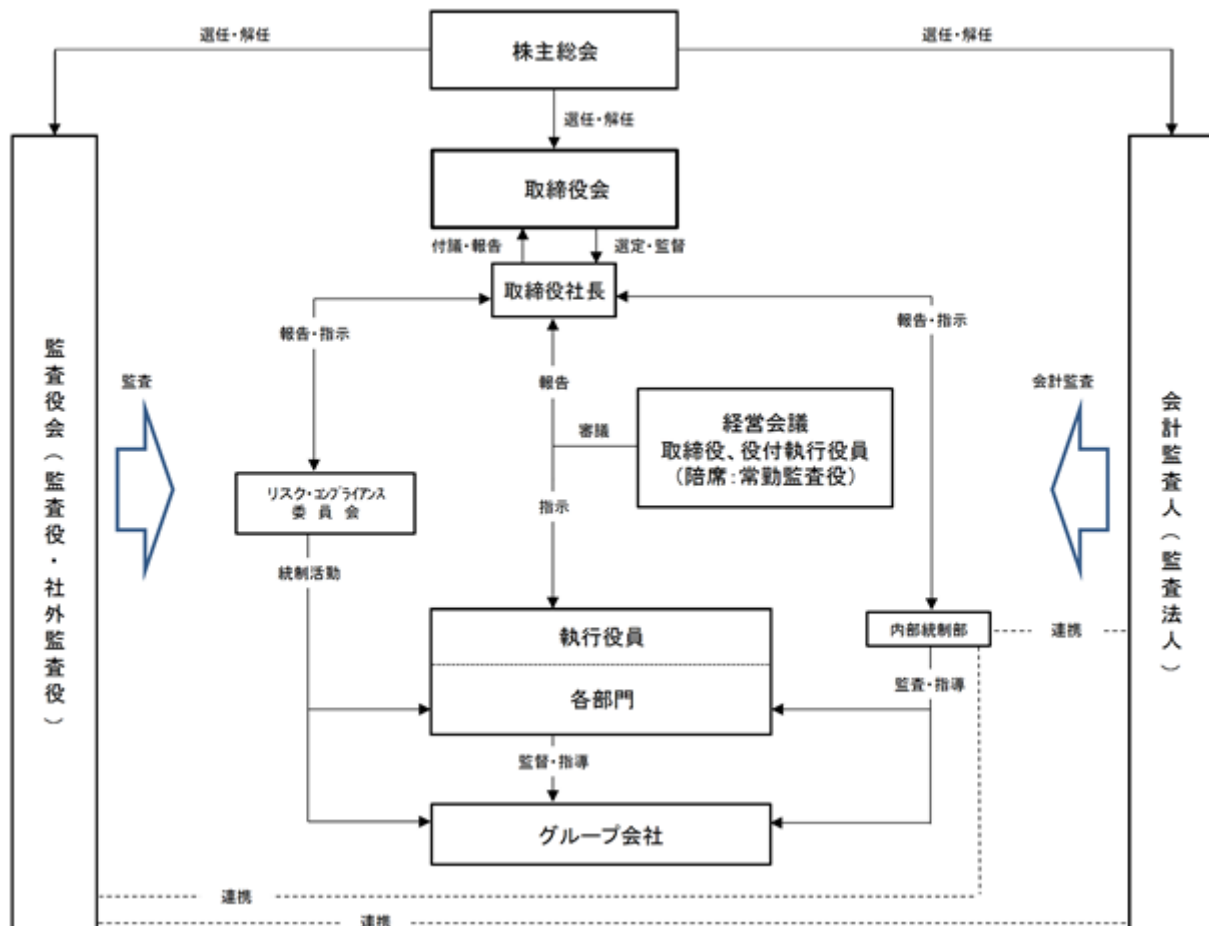 選任・解任
選任・解任
株主総会
選任・解任
取締役会
付議・報告
選定・監督
取締役社長
報告・指示
報告・指示
監査
報告
会計監査
審議
経営会議
取締役、役付執行役員
(陪席:常勤監査役)
監査役会(監査役・社外監査役)
会計監査人(監査法人)
リスク・コンプライアンス
委員会
指示
統制活動
執行役員
内部統制部
連携
各部門
監査・指導
監督・指導
グループ会社
連携
連携